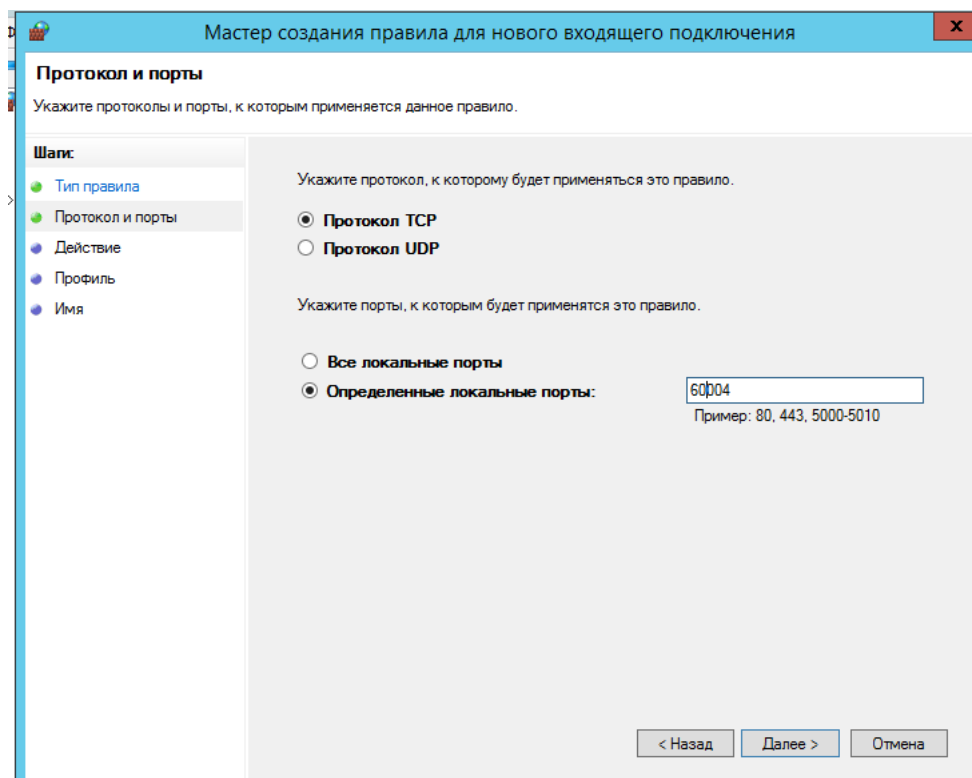 Мастер создания правила для нового входящего подключения
x
Протокол и порты
Укажите протоколы и порты, к которым применяется данное правило.
Шаги:
Тип правила
Протокол и порты
Действие
Профиль
Имя
Укажите протокол, к которому будет применяться это правило.
Протокол TCP
Протокол UDP
Укажите порты, к которым будет применятся это правило.
Все локальные порты
Определенные локальные порты:
60004
Пример: 80, 443, 5000-5010
< Назад
Далее >
Отмена